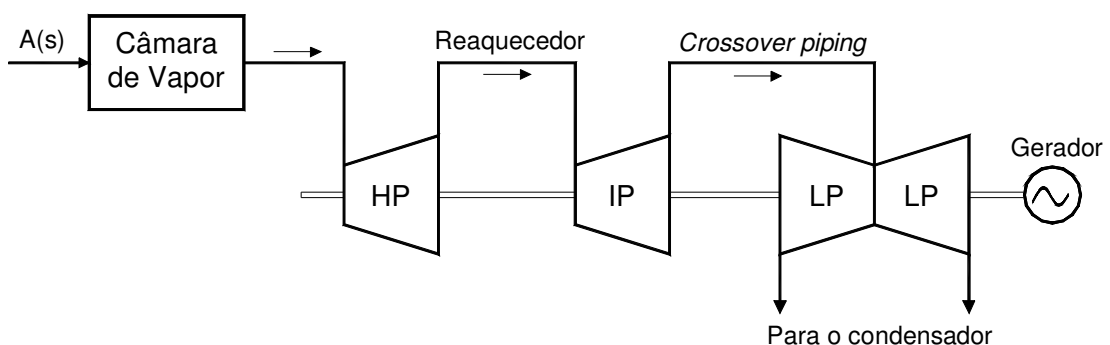 A(s)
Câmara
de Vapor
Reaquecedor
Crossover piping
Gerador
HP
IP
LP
LP
Para o condensador